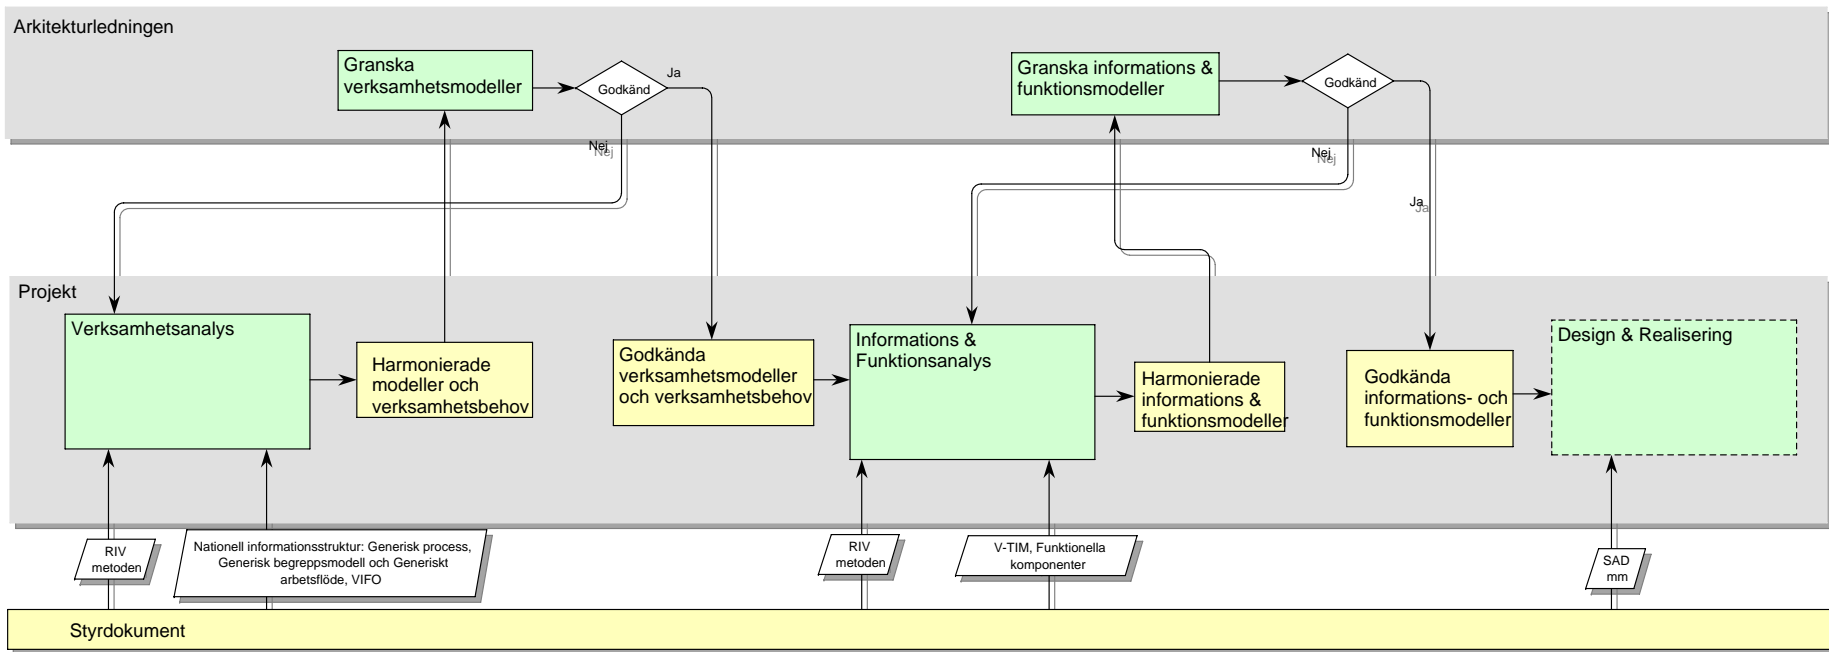 Arkitekturledningen
Granska
verksamhetsmodeller
Godkänd
Ja
Nej
Granska informations &
funktionsmodeller
Godkänd
Nej
Ja
Projekt
Verksamhetsanalys
Harmonierade
modeller och
verksamhetsbehov
Godkända
verksamhetsmodeller
och verksamhetsbehov
Informations &
Funktionsanalys
Harmonierade
informations &
funktionsmodeller
Godkända
informations- och
funktionsmodeller
Design & Realisering
RIV
metoden
Nationell informationsstruktur: Generisk process,
Generisk begreppsmodell och Generiskt
arbetsflöde, VIFO
RIV
metoden
V-TIM, Funktionella
komponenter
SAD
mm
Styrdokument